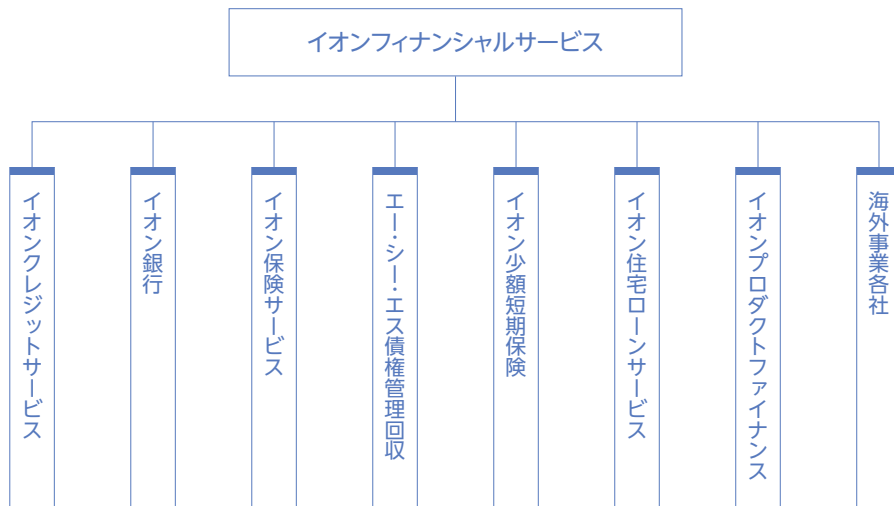 イオンフィナンシャルサービス
イオンクレジットサービス
イオン銀行
イオン保険サービス
エー・シー・エス債権管理回収
イオン少額短期保険
イオン住宅ローンサービス
イオンプロダクトファイナンス
海外事業各社